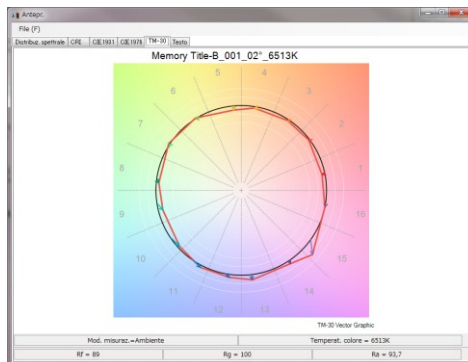 Antepr.
File (F)
Distribuz. spettrale CRE CIE1931 CIE1976 TM-30 Testo
Memory Title-B_001_02°_6513K
5 4
6 3
7 2
8 1
9 16
10 15
11 14
12 13
TM-30 Vector Graphic
Mod. misuraz.=Ambiente Temperat. colore = 6513K
Rf = 89 Rg = 100 Ra = 93,7